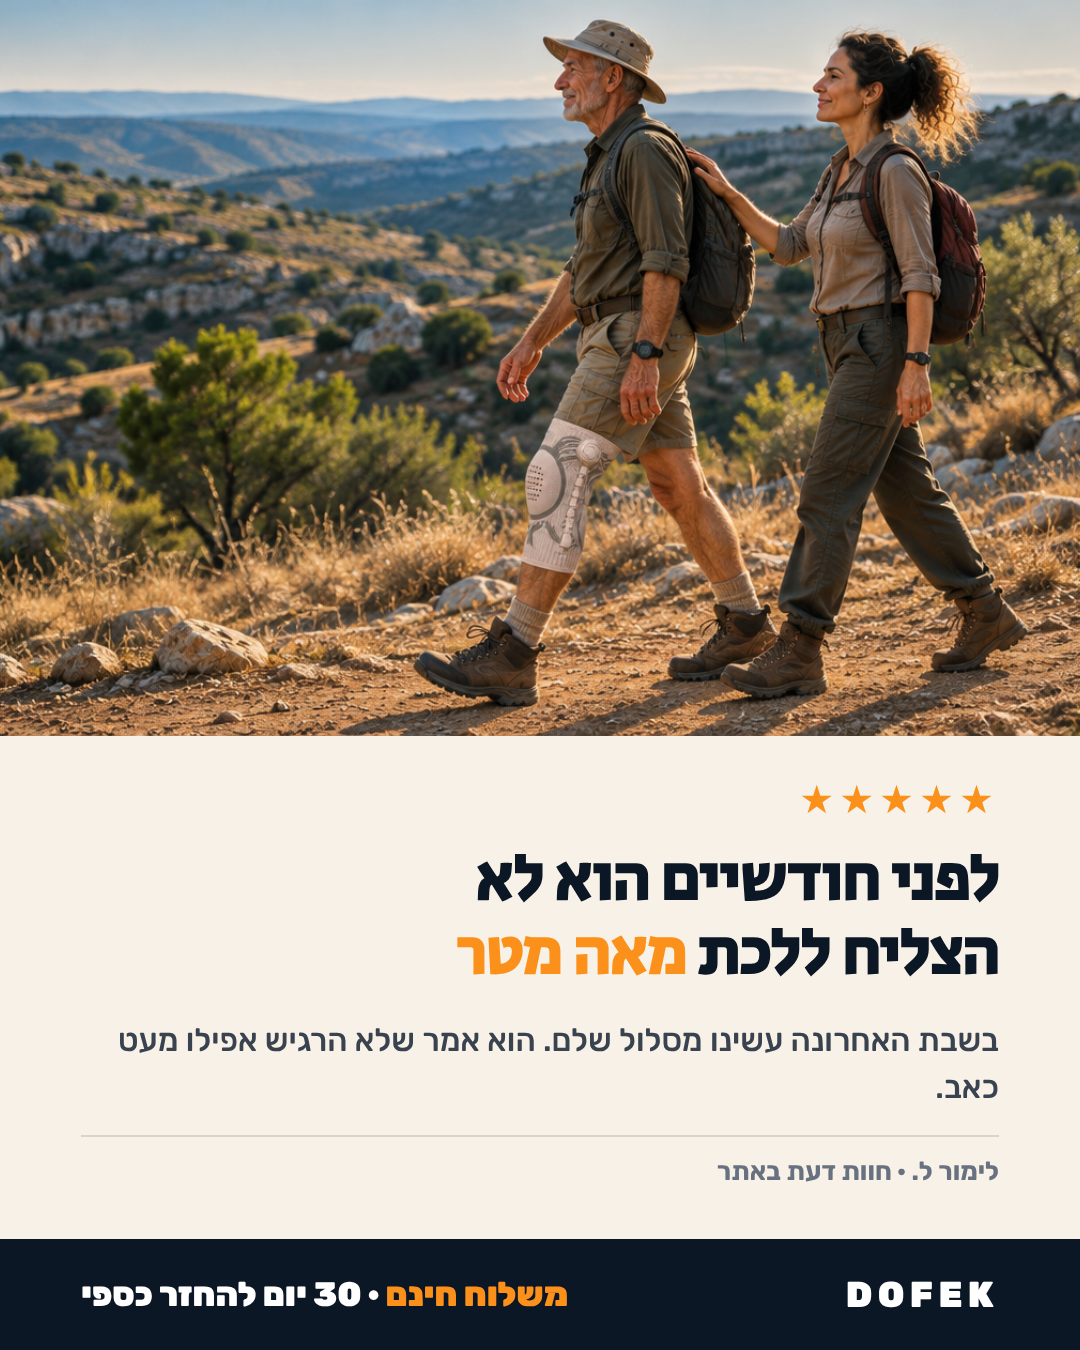 ★★★★★
לפני חודשיים הוא לא
הצליח ללכת מאה מטר
בשבת האחרונה עשינו מסלול שלם. הוא אמר שלא הרגיש אפילו מעט
כאב.
לימור ל. • חוות דעת באתר
DOFEK
משלוח חינם • 30 יום להחזר כספי